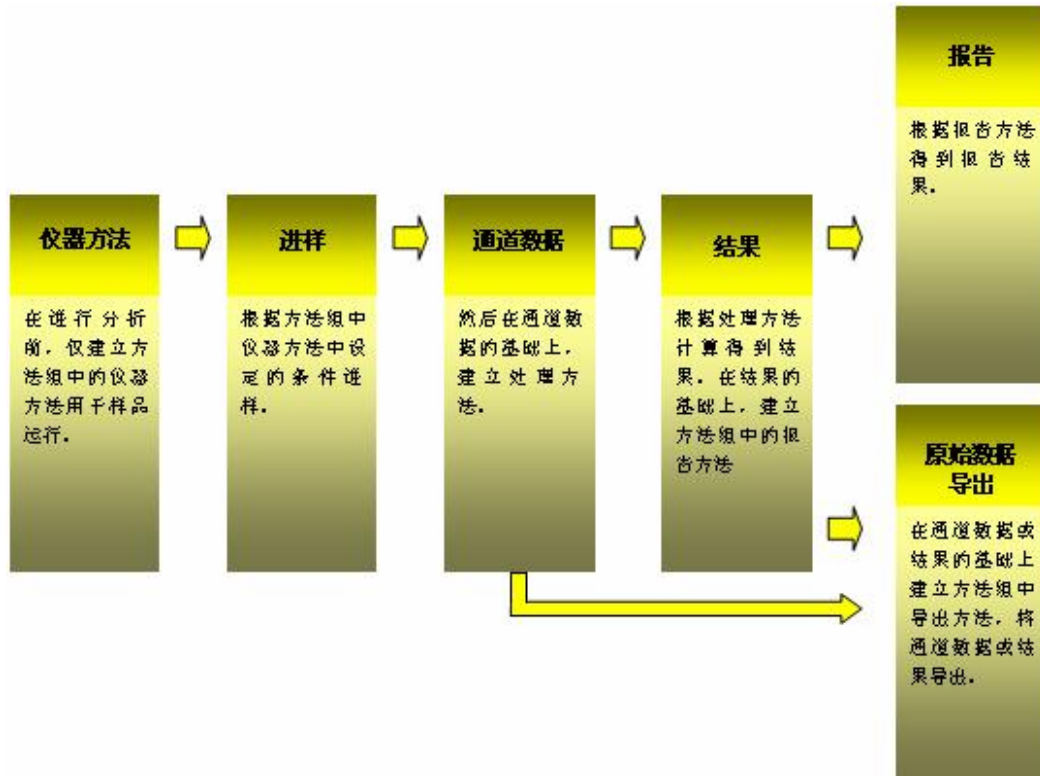 仪器方法
在进行分析
前，仅建立方
法组中的仪器
方法用于样品
运行。
进样
根据方法组中
仪器方法中设
定的条件进
样。
通道数据
然后在通道数
据的基础上，
建立处理方
法。
结果
根据处理方法
计算得到结
果。在结果的
基础上，建立
方法组中的报
告方法
报告
根据报告方法
得到报告结
果。
原始数据
导出
在通道数据或
结果的基础上
建立方法组中
导出方法，将
通道数据或结
果导出。